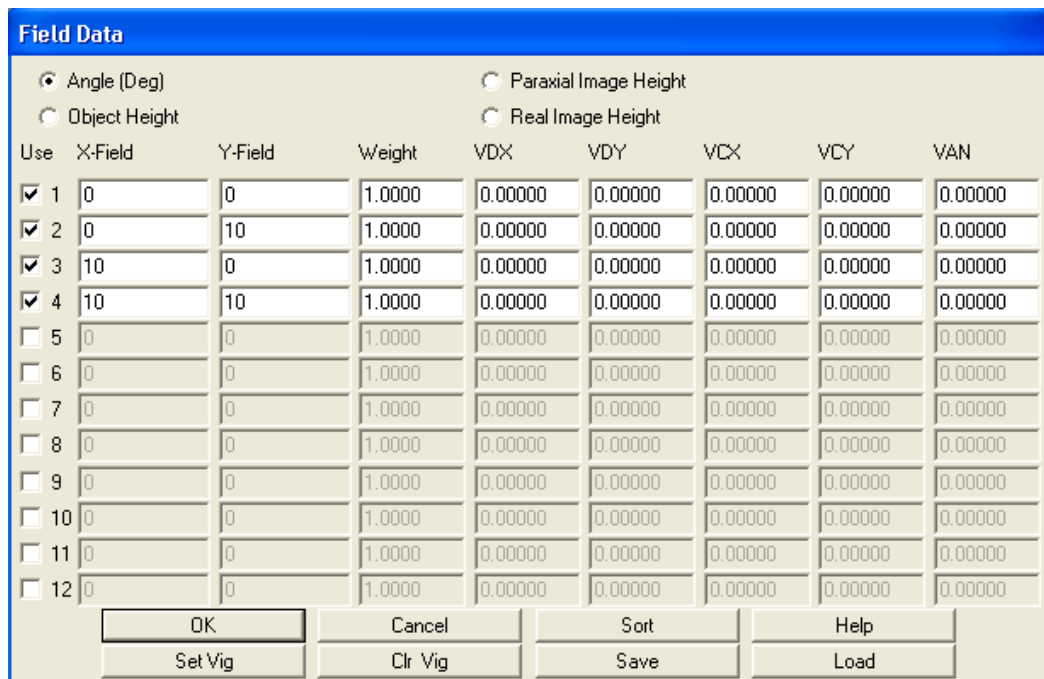 Field Data
Angle (Deg) Paraxial Image Height
Object Height Real Image Height
Use X-Field Y-Field Weight VDX VDY VCX VCY VAN
1 0 0 1.0000 0.00000 0.00000 0.00000 0.00000 0.00000
2 0 10 1.0000 0.00000 0.00000 0.00000 0.00000 0.00000
3 10 0 1.0000 0.00000 0.00000 0.00000 0.00000 0.00000
4 10 10 1.0000 0.00000 0.00000 0.00000 0.00000 0.00000
5 0 0 1.0000 0.00000 0.00000 0.00000 0.00000 0.00000
6 0 0 1.0000 0.00000 0.00000 0.00000 0.00000 0.00000
7 0 0 1.0000 0.00000 0.00000 0.00000 0.00000 0.00000
8 0 0 1.0000 0.00000 0.00000 0.00000 0.00000 0.00000
9 0 0 1.0000 0.00000 0.00000 0.00000 0.00000 0.00000
10 0 0 1.0000 0.00000 0.00000 0.00000 0.00000 0.00000
11 0 0 1.0000 0.00000 0.00000 0.00000 0.00000 0.00000
12 0 0 1.0000 0.00000 0.00000 0.00000 0.00000 0.00000
OK Cancel Sort Help
Set Vig Clr Vig Save Load